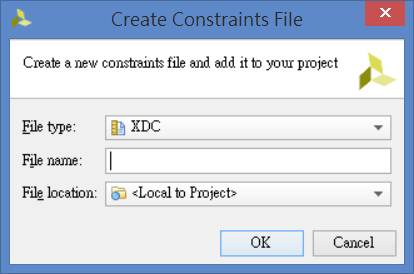 Create Constraints File
Create a new constraints file and add it to your project
File type: XDC
File name:
File location: <Local to Project>
OK Cancel